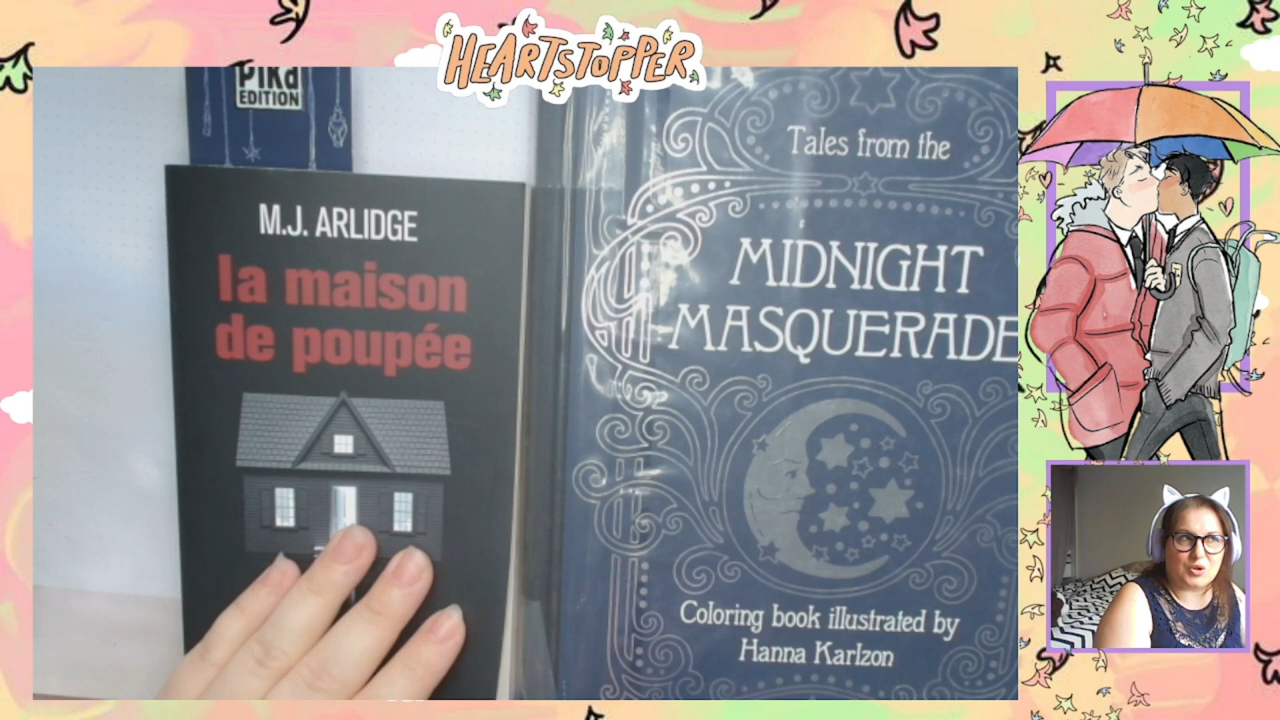 HEARTSTOPPER
PIKA
EDITION
M.J. ARLIDGE
la maison
de poupée
Tales from the
MIDNIGHT
MASQUERADE
Coloring book illustrated by
Hanna Karlzon